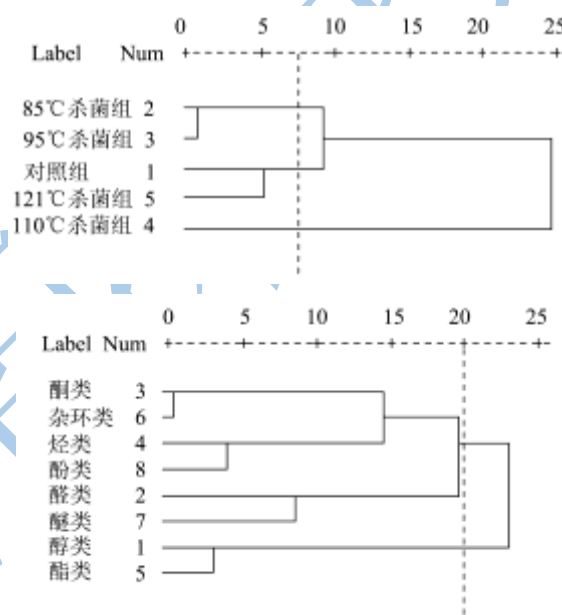 0 5 10 15 20 25
Label Num
85℃杀菌组 2
95℃杀菌组 3
对照组 1
121℃杀菌组 5
110℃杀菌组 4
0 5 10 15 20 25
Label Num
酮类 3
杂环类 6
烃类 4
酚类 8
醛类 2
醚类 7
醇类 1
酯类 5